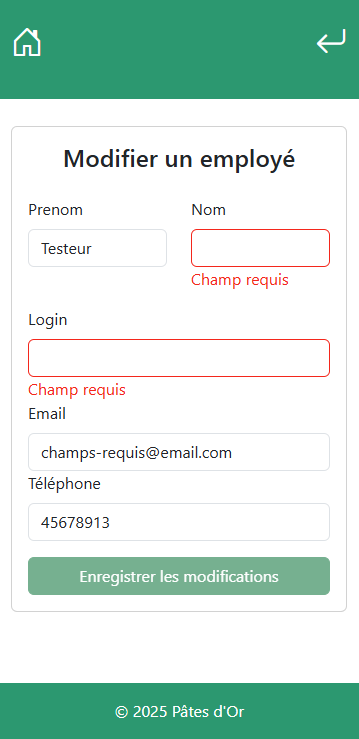 Modifier un employé
Prenom Nom
Testeur
Champ requis
Login
Champ requis
Email
champs-requis@email.com
Téléphone
45678913
Enregistrer les modifications
© 2025 Pâtes d'Or